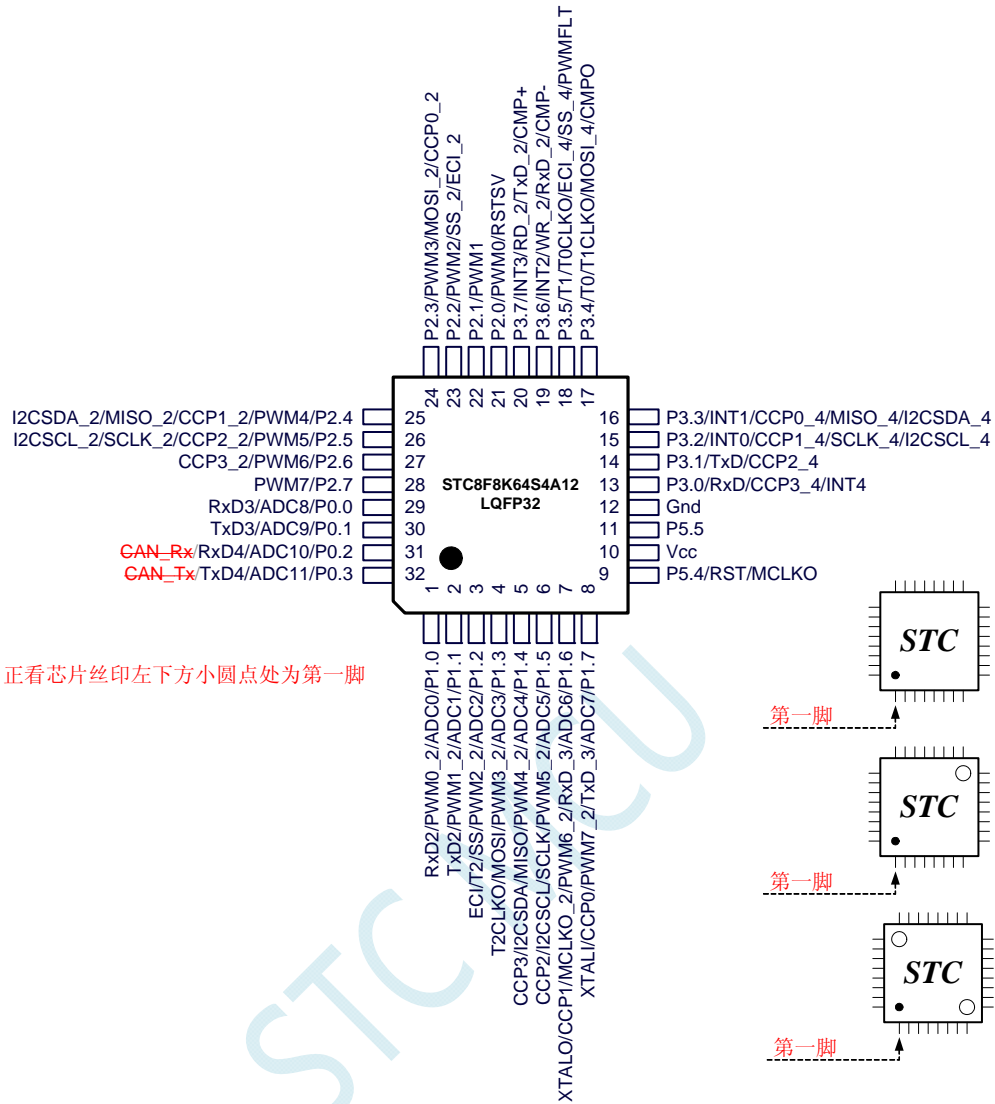 P2.3/PWM3/MOSI_2/CCP0_2
P2.2/PWM2/SS_2/ECI_2
P2.1/PWM1
P2.0/PWM0/RSTSV
P3.7/INT3/RD_2/TxD_2/CMP+
P3.6/INT2/WR_2/RxD_2/CMP-
P3.5/T1/T0CLKO/ECI_4/SS_4/PWMFLT
P3.4/T0/T1CLKO/MOSI_4/CMPO
24 23 22 21 20 19 18 17
I2CSDA_2/MISO_2/CCP1_2/PWM4/P2.4 25
I2CSCL_2/SCLK_2/CCP2_2/PWM5/P2.5 26
CCP3_2/PWM6/P2.6 27
PWM7/P2.7 28
RxD3/ADC8/P0.0 29
TxD3/ADC9/P0.1 30
CAN_Rx/RxD4/ADC10/P0.2 31
CAN_Tx/TxD4/ADC11/P0.3 32
STC8F8K64S4A12
LQFP32
16 P3.3/INT1/CCP0_4/MISO_4/I2CSDA_4
15 P3.2/INT0/CCP1_4/SCLK_4/I2CSCL_4
14 P3.1/TxD/CCP2_4
13 P3.0/RxD/CCP3_4/INT4
12 Gnd
11 P5.5
10 Vcc
9 P5.4/RST/MCLKO
1 2 3 4 5 6 7 8
RxD2/PWM0_2/ADC0/P1.0
TxD2/PWM1_2/ADC1/P1.1
ECI/T2/SS/PWM2_2/ADC2/P1.2
T2CLKO/MOSI/PWM3_2/ADC3/P1.3
CCP3/I2CSDA/MISO/PWM4_2/ADC4/P1.4
CCP2/I2CSCL/SCLK/PWM5_2/ADC5/P1.5
XTALO/CCP1/MCLKO_2/PWM6_2/RxD_3/ADC6/P1.6
XTALI/CCP0/PWM7_2/TxD_3/ADC7/P1.7
正看芯片丝印左下方小圆点处为第一脚
STC
第一脚
STC
第一脚
STC
第一脚
STC MCU